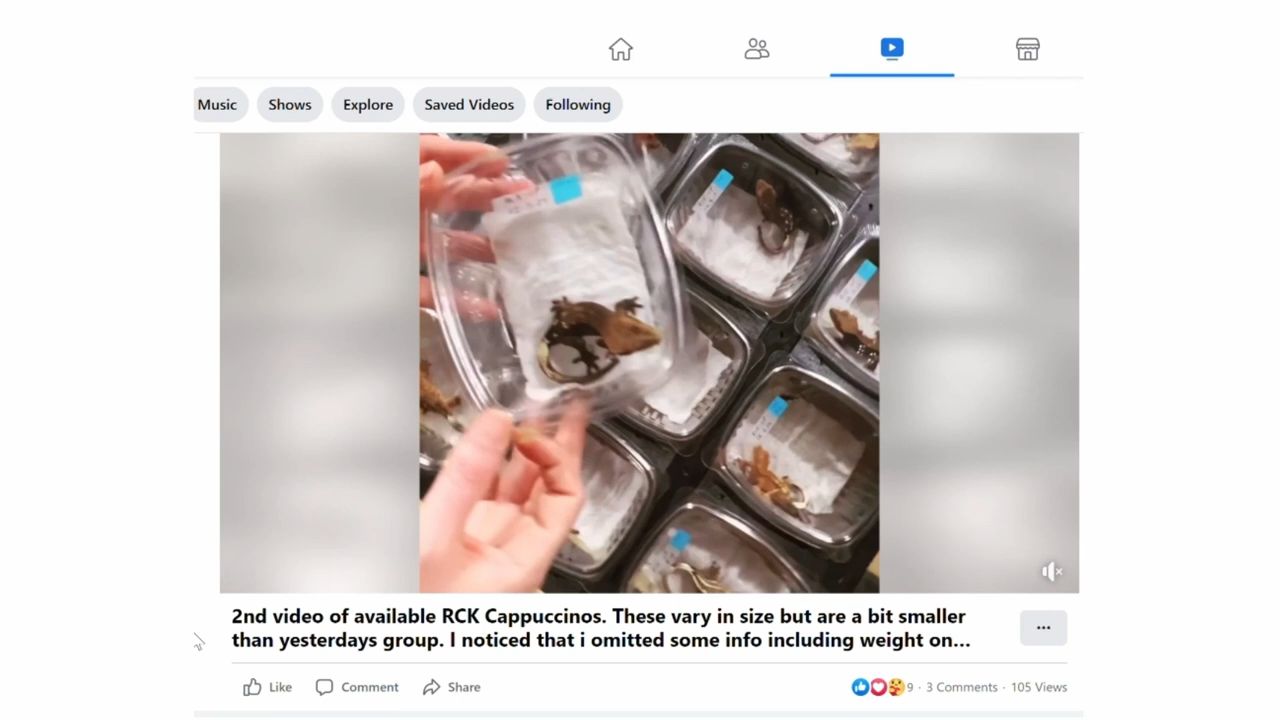 Music Shows Explore Saved Videos Following
2nd video of available RCK Cappuccinos. These vary in size but are a bit smaller
than yesterdays group. I noticed that i omitted some info including weight on...
Like Comment Share 9 · 3 Comments · 105 Views